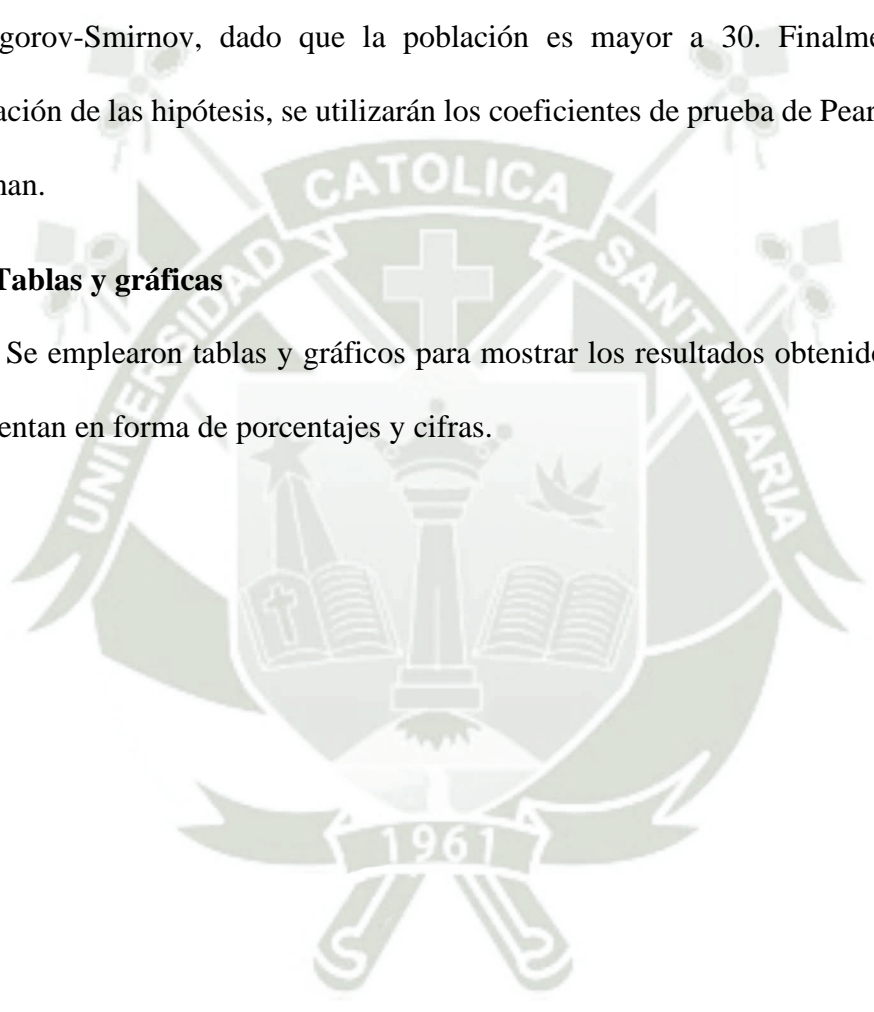 gorov-Smirnov, dado que la población es mayor a 30. Finalme
ación de las hipótesis, se utilizarán los coeficientes de prueba de Pear
nan.
Tablas y gráficas
Se emplearon tablas y gráficos para mostrar los resultados obtenido
entan en forma de porcentajes y cifras.
UNIVERSIDAD CATOLICA SANTA MARIA
1961